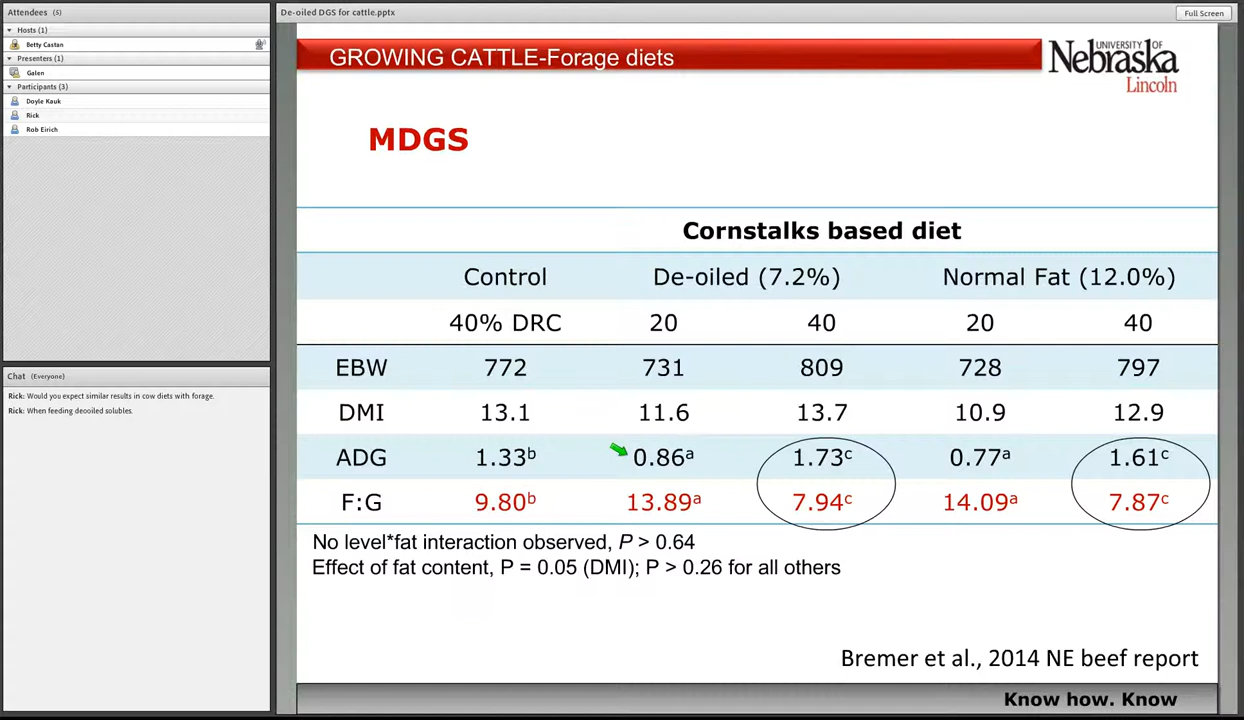 Attendees (5)
Hosts (1)
Betty Castan
Presenters (1)
Galen
Participants (3)
Doyle Kauk
Rick
Rob Eirich
Chat (Everyone)
Rick: Would you expect similar results in cow diets with forage.
Rick: When feeding deooiled solubles.
De-oiled DGS for cattle.pptx
Full Screen
GROWING CATTLE-Forage diets
UNIVERSITY OF
Nebraska
Lincoln
MDGS
Cornstalks based diet
Control De-oiled (7.2%) Normal Fat (12.0%)
40% DRC 20 40 20 40
EBW 772 731 809 728 797
DMI 13.1 11.6 13.7 10.9 12.9
ADG 1.33b 0.86a 1.73c 0.77a 1.61c
F:G 9.80b 13.89a 7.94c 14.09a 7.87c
No level*fat interaction observed, P > 0.64
Effect of fat content, P = 0.05 (DMI); P > 0.26 for all others
Bremer et al., 2014 NE beef report
Know how. Know